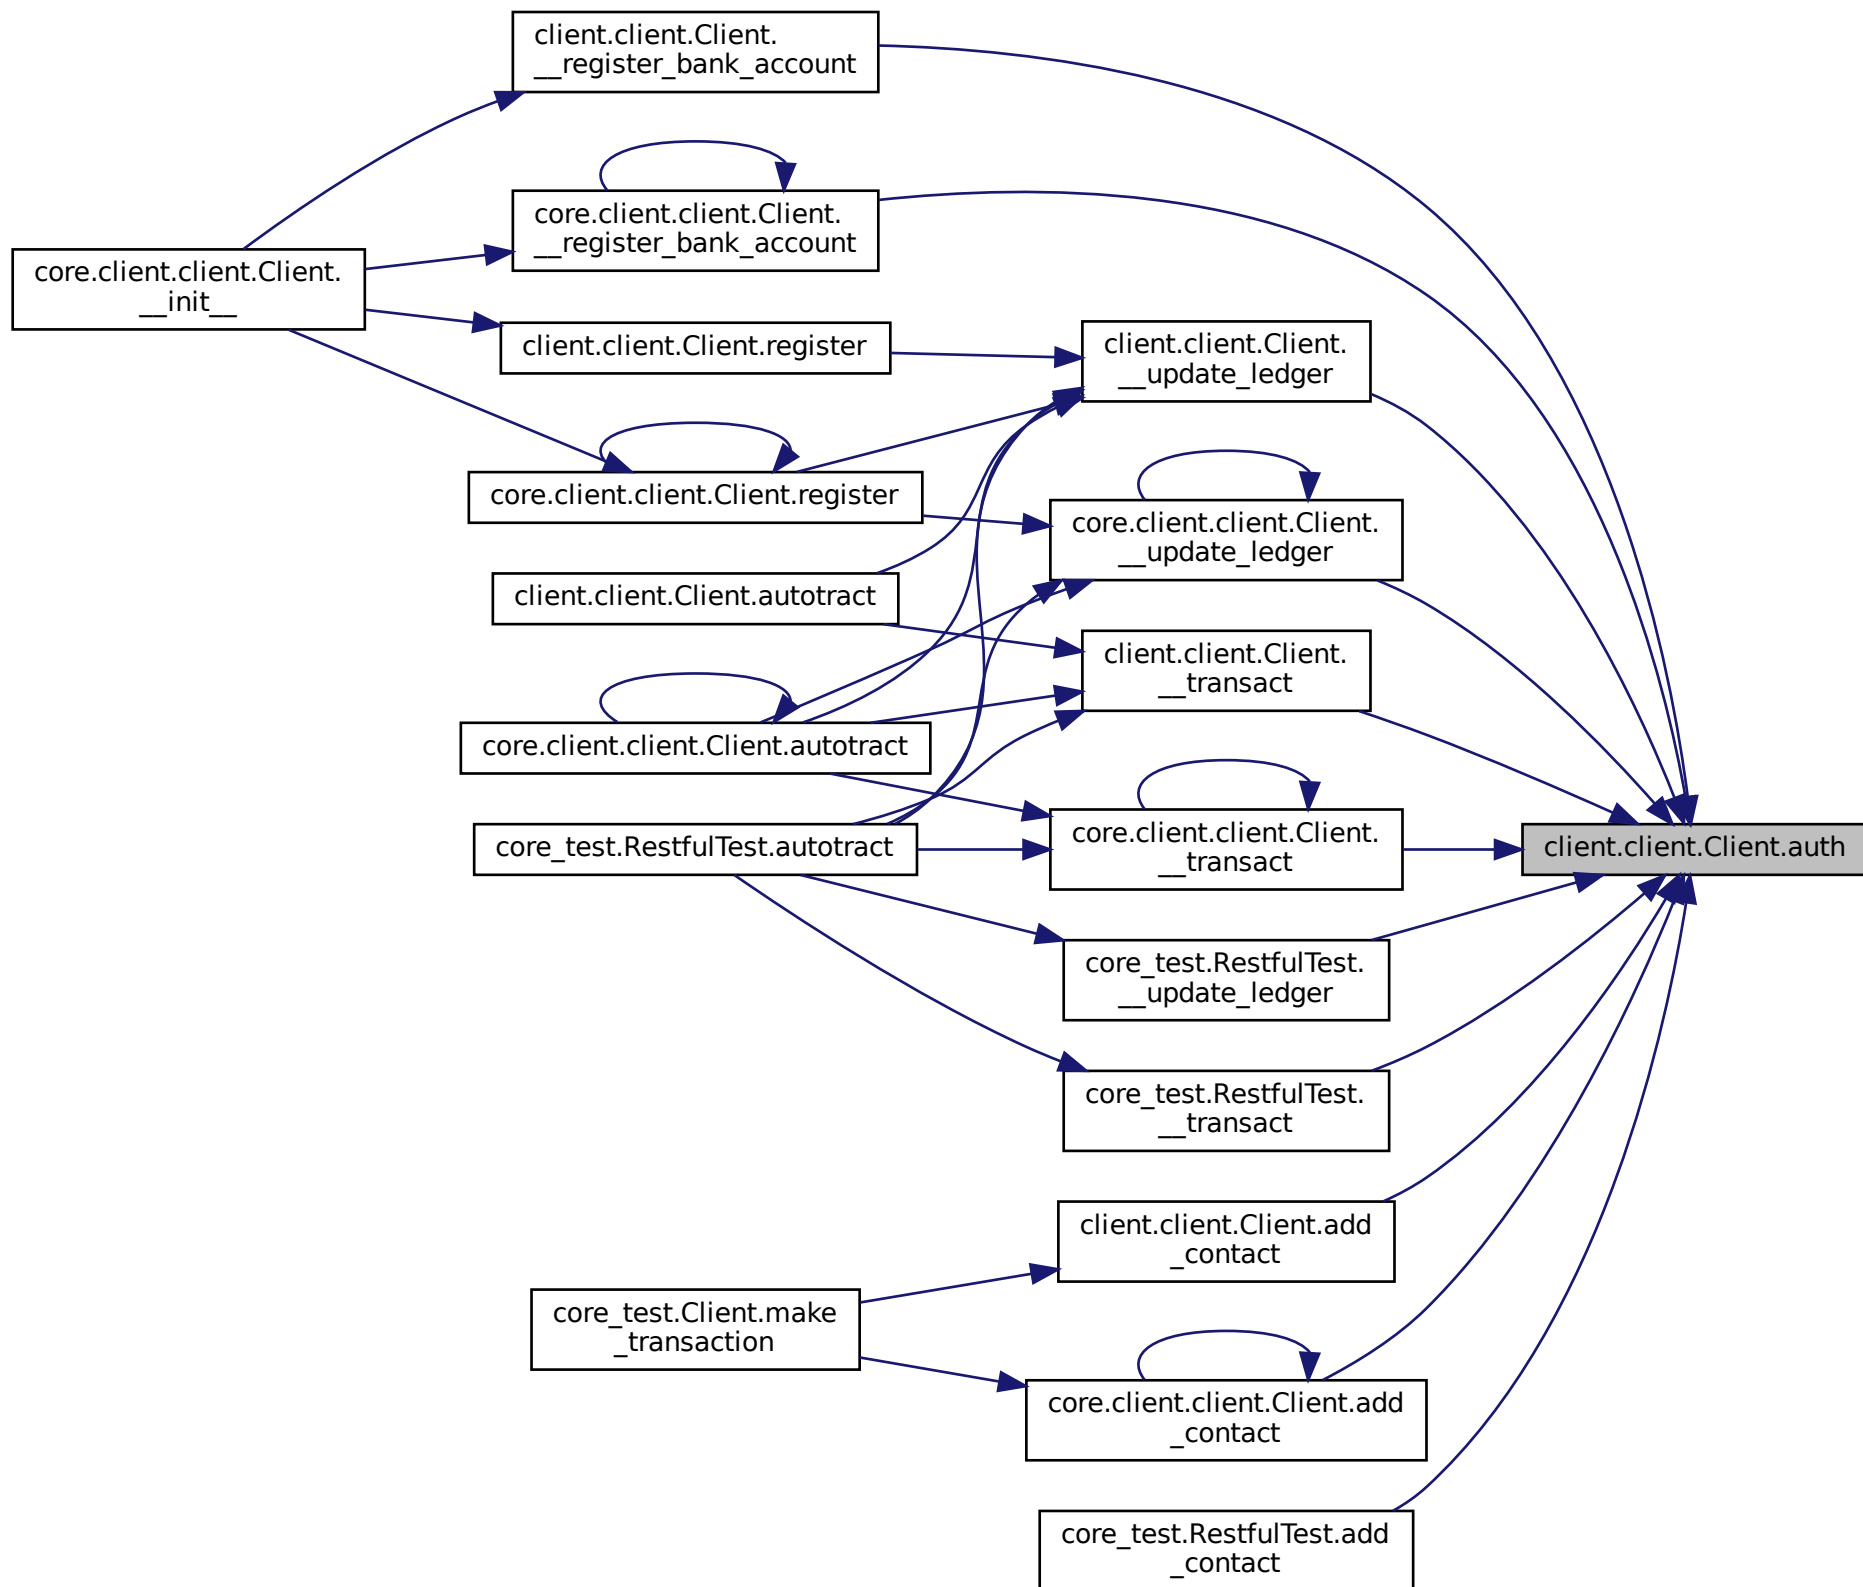 client.client.Client.
__register_bank_account
core.client.client.Client.
__register_bank_account
core.client.client.Client.
__init__
client.client.Client.register
client.client.Client.
__update_ledger
core.client.client.Client.register
core.client.client.Client.
__update_ledger
client.client.Client.autotract
client.client.Client.
__transact
core.client.client.Client.autotract
core_test.RestfulTest.autotract
core.client.client.Client.
__transact
client.client.Client.auth
core_test.RestfulTest.
__update_ledger
core_test.RestfulTest.
__transact
client.client.Client.add
_contact
core_test.Client.make
_transaction
core.client.client.Client.add
_contact
core_test.RestfulTest.add
_contact